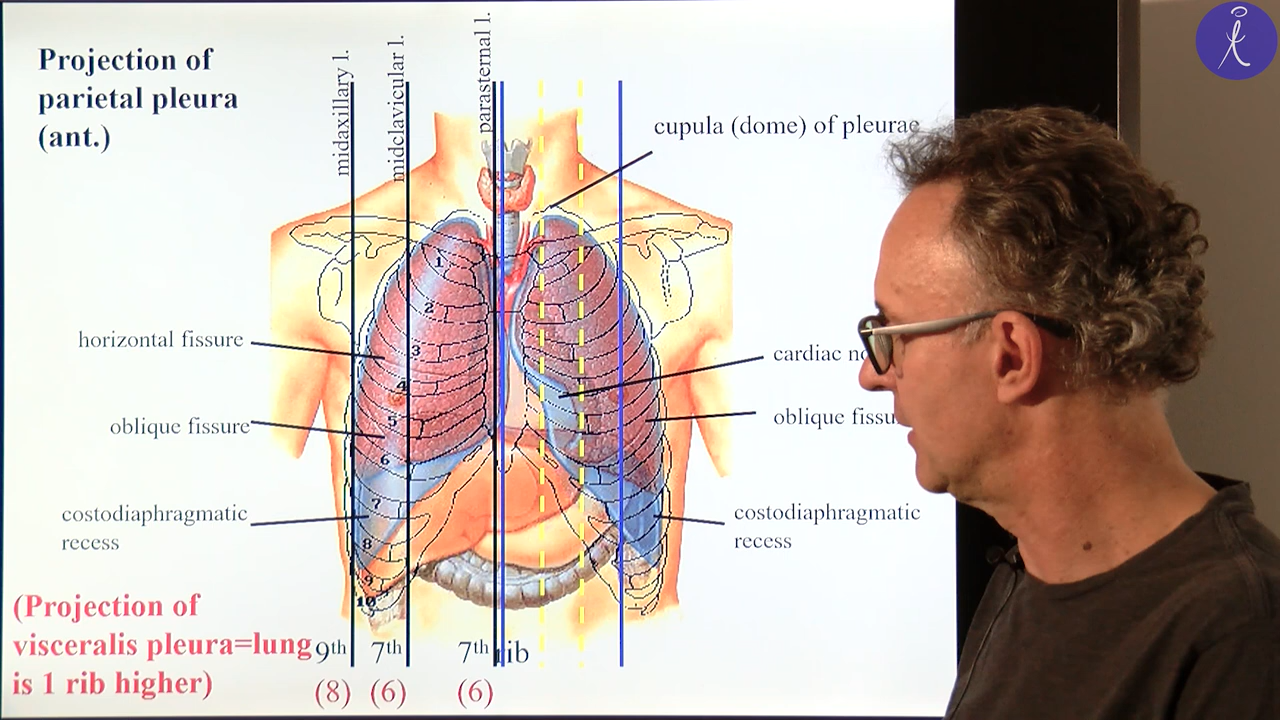 Projection of
parietal pleura
(ant.)
midaxillary l.
midclavicular l.
parasternal l.
cupula (dome) of pleurae
horizontal fissure
oblique fissure
costodiaphragmatic
recess
cardiac
oblique
costodiaphragmatic
recess
1
2
3
4
5
6
7
8
9
10
(Projection of
visceralis pleura=lung
is 1 rib higher)
9th 7th 7th rib
(8) (6) (6)